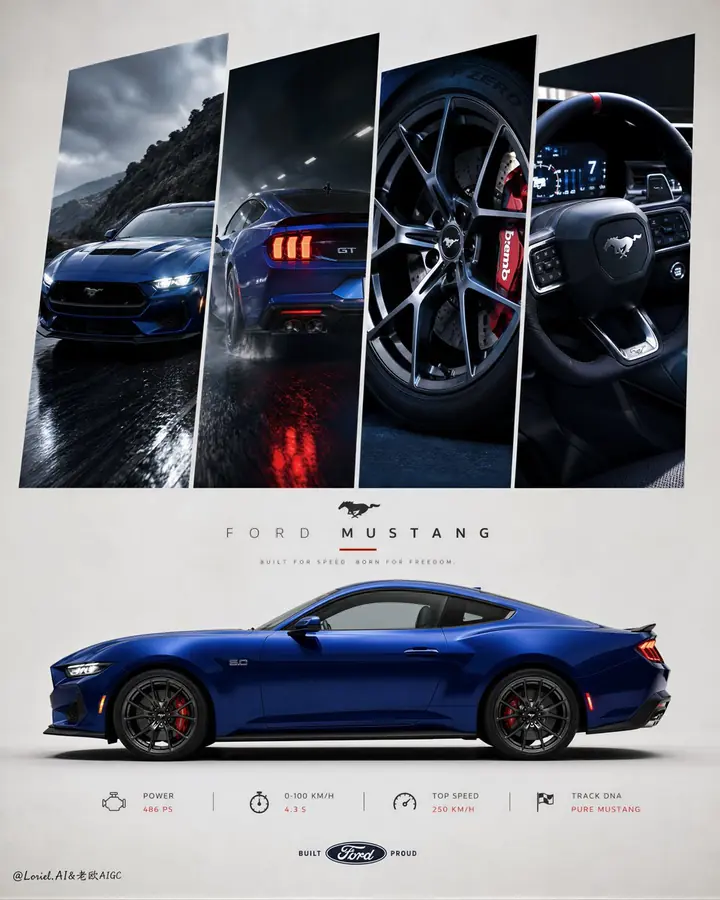 P-ZERO
GT
brembo
7
FORD MUSTANG
BUILT FOR SPEED. BORN FOR FREEDOM.
5.0
POWER
486 PS
0-100 KM/H
4.3 S
TOP SPEED
250 KM/H
TRACK DNA
PURE MUSTANG
BUILT Ford PROUD
@Loriel.AI&老欧AIGC